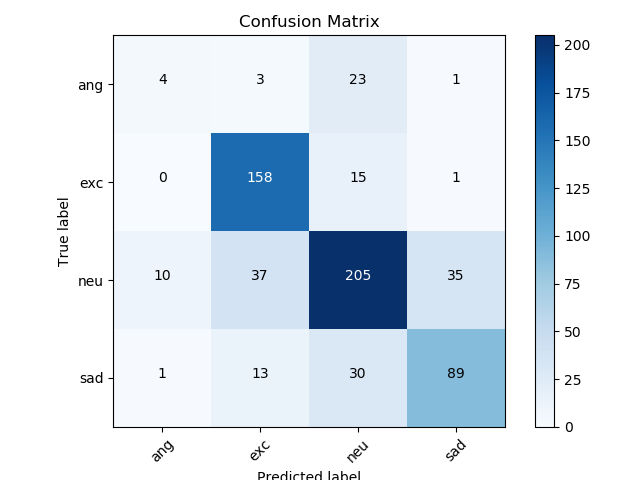 Confusion Matrix
ang 4 3 23 1
exc 0 158 15 1
neu 10 37 205 35
sad 1 13 30 89
ang exc neu sad
True label
Predicted label
200
175
150
125
100
75
50
25
0